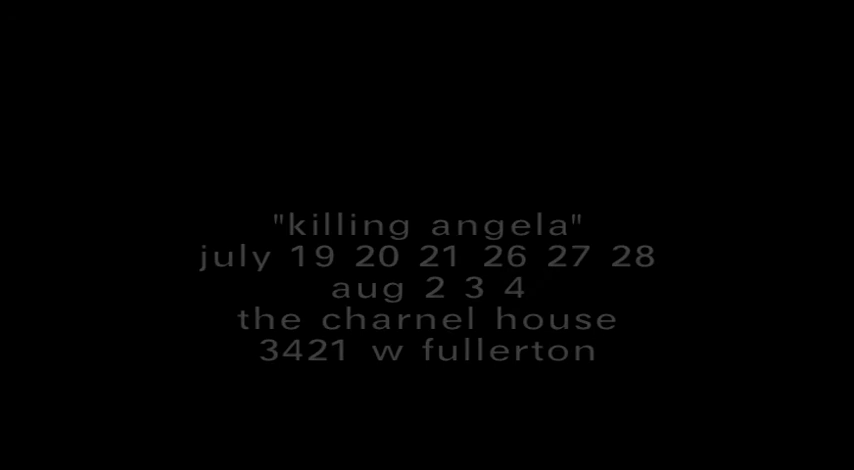 "killing angela"
july 19 20 21 26 27 28
aug 2 3 4
the charnel house
3421 w fullerton